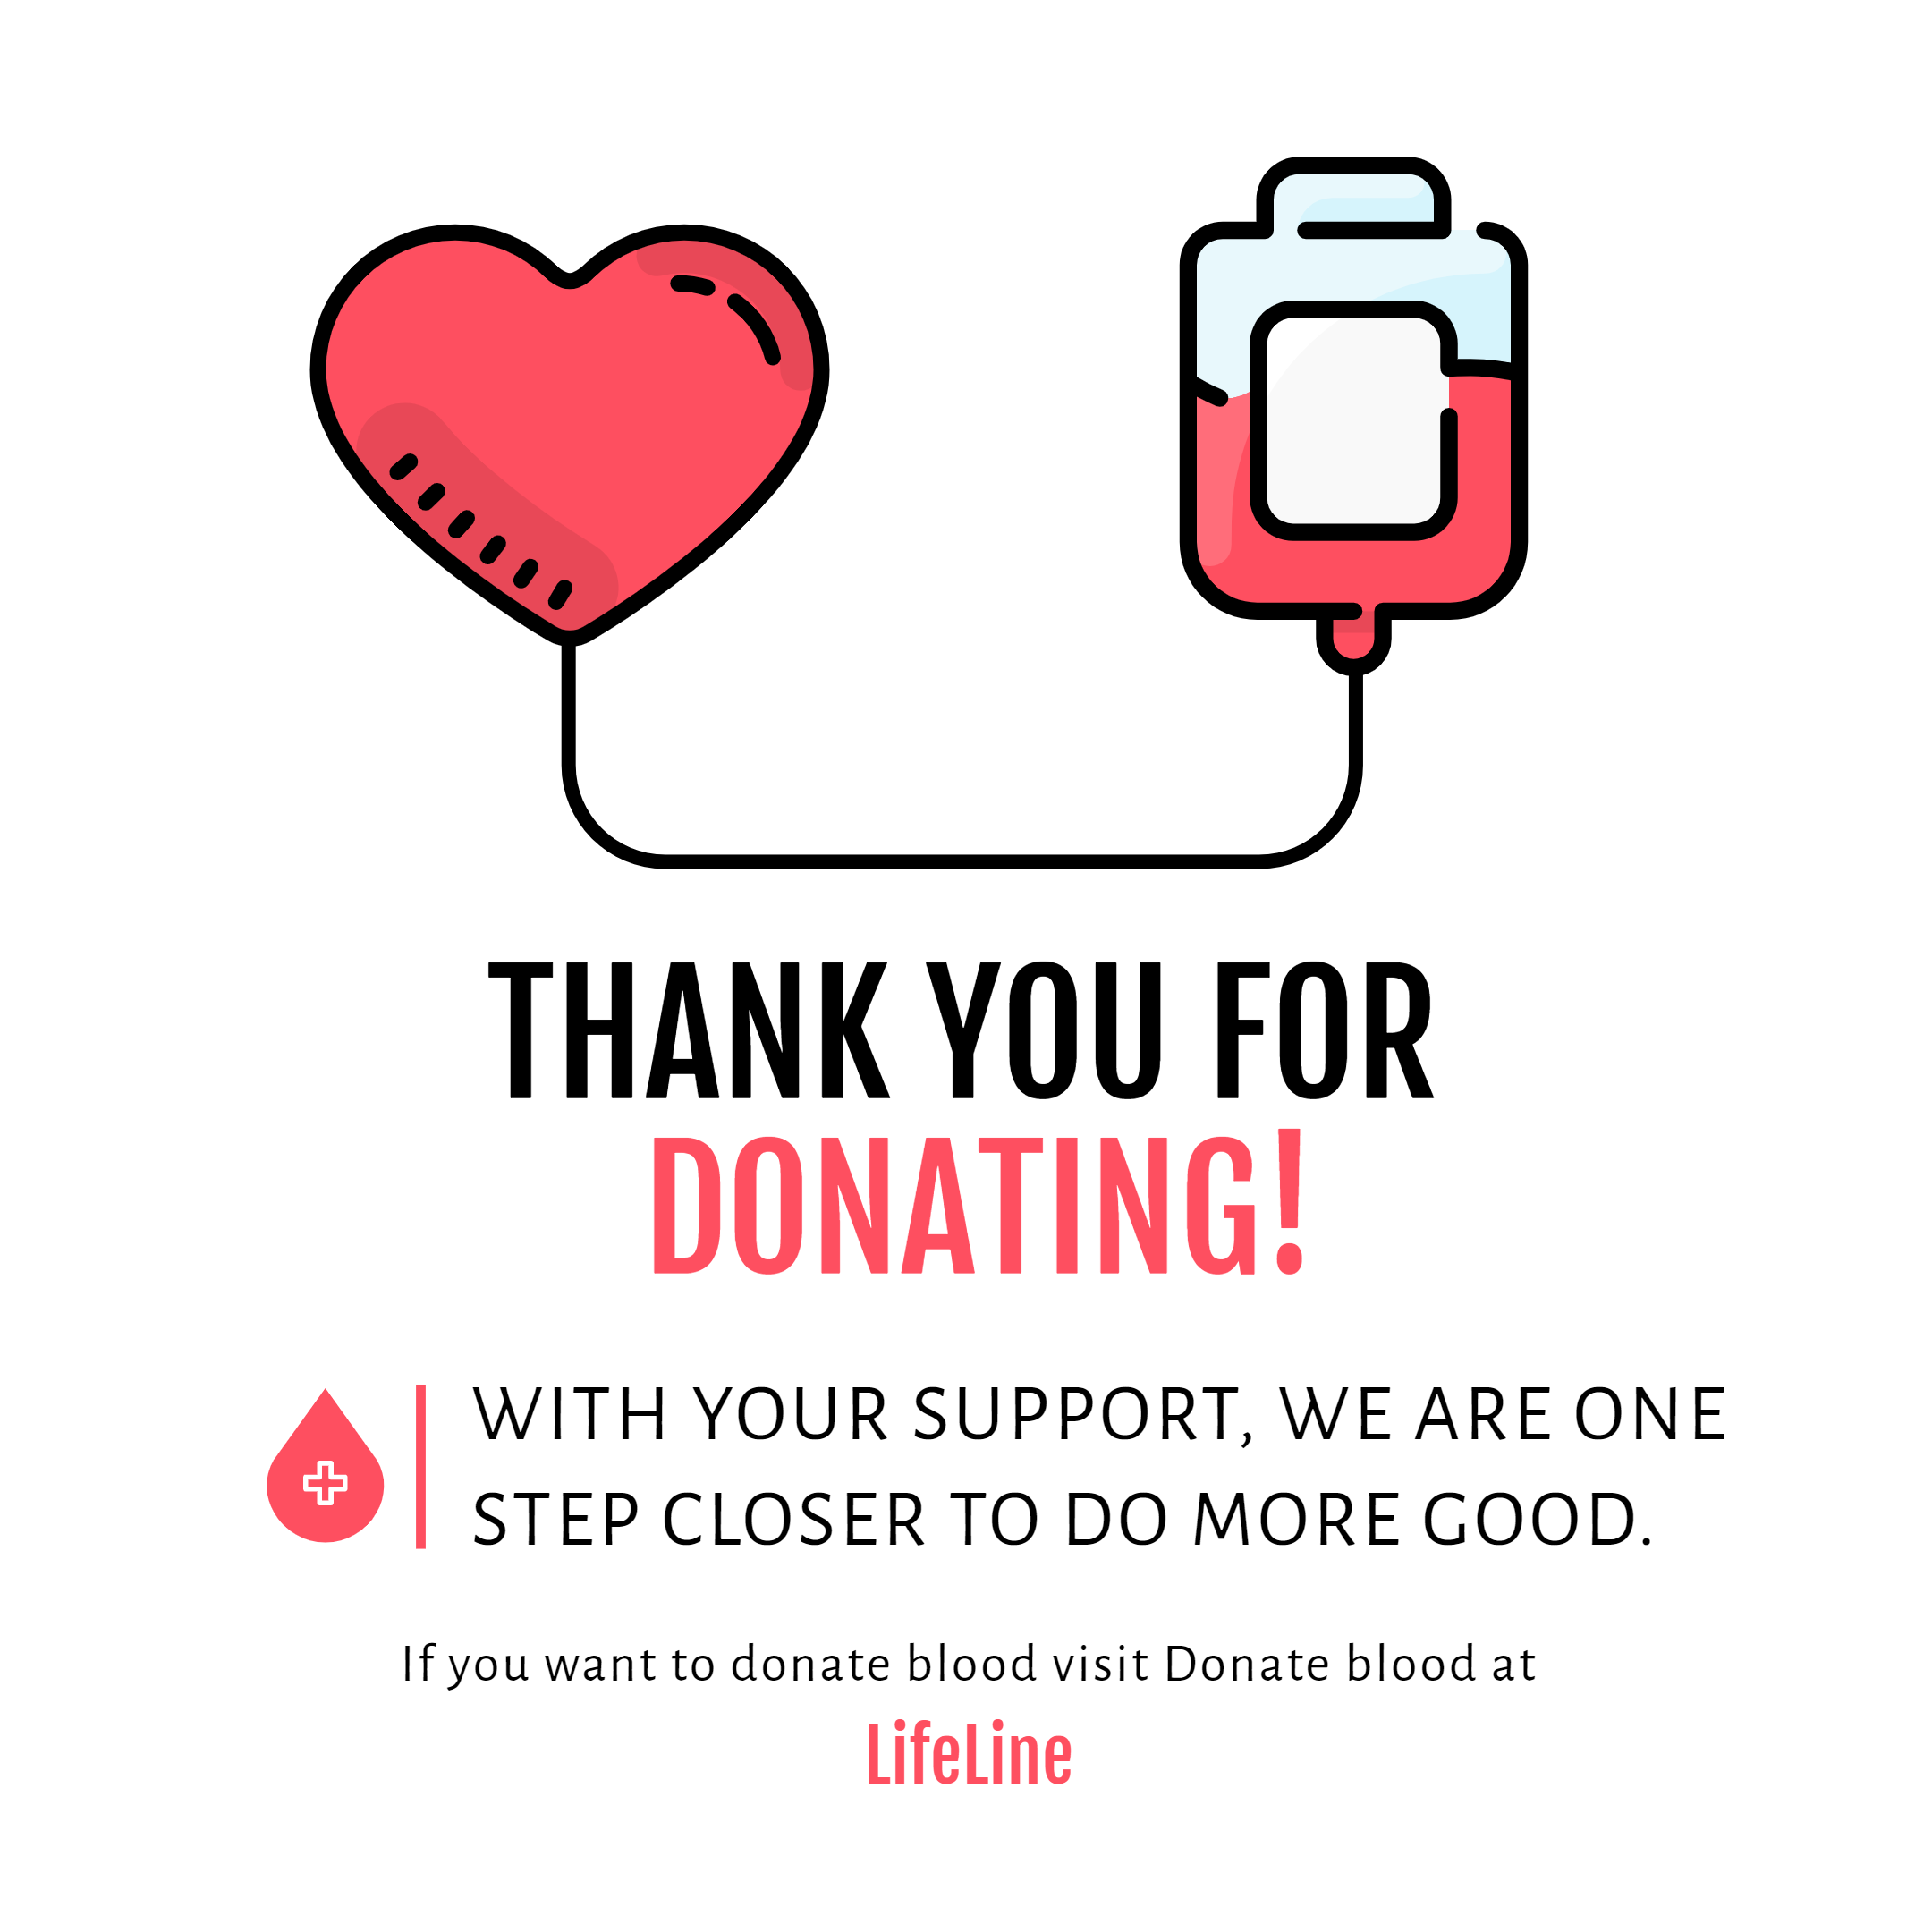 THANK YOU FOR
DONATING!
WITH YOUR SUPPORT, WE ARE ONE
STEP CLOSER TO DO MORE GOOD.
If you want to donate blood visit Donate blood at
LifeLine